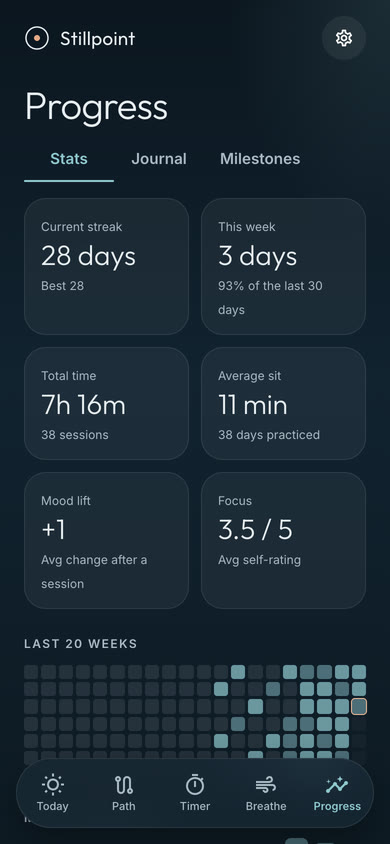 Stillpoint
Progress
Stats Journal Milestones
Current streak
28 days
Best 28
This week
3 days
93% of the last 30
days
Total time
7h 16m
38 sessions
Average sit
11 min
38 days practiced
Mood lift
+1
Avg change after a
session
Focus
3.5 / 5
Avg self-rating
LAST 20 WEEKS
Today Path Timer Breathe Progress